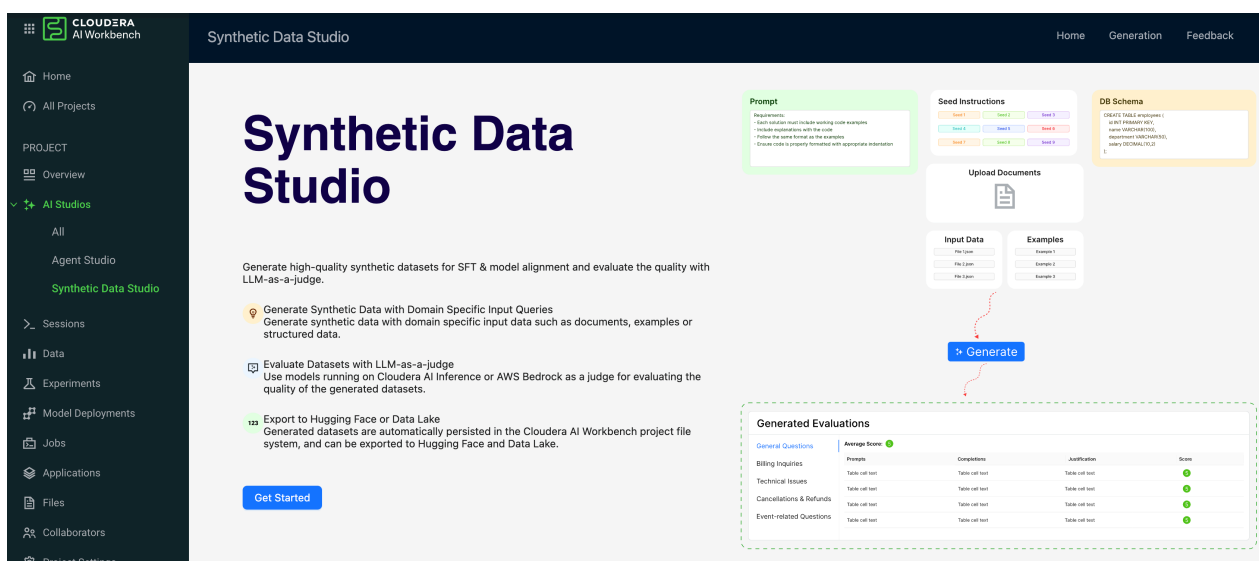 CLOUDERA
AI Workbench
Home
All Projects
PROJECT
Overview
AI Studios
All
Agent Studio
Synthetic Data Studio
Sessions
Data
Experiments
Model Deployments
Jobs
Applications
Files
Collaborators
Project Settings
Synthetic Data Studio
Home Generation Feedback
Synthetic Data
Studio
Generate high-quality synthetic datasets for SFT & model alignment and evaluate the quality with
LLM-as-a-judge.
Generate Synthetic Data with Domain Specific Input Queries
Generate synthetic data with domain specific input data such as documents, examples or
structured data.
Evaluate Datasets with LLM-as-a-judge
Use models running on Cloudera AI Inference or AWS Bedrock as a judge for evaluating the
quality of the generated datasets.
123 Export to Hugging Face or Data Lake
Generated datasets are automatically persisted in the Cloudera AI Workbench project file
system, and can be exported to Hugging Face and Data Lake.
Get Started
Prompt
Requirements:
- Each solution must include working code examples
- Include explanations with the code
- Follow the same format as the examples
- Ensure code is properly formatted with appropriate indentation
Seed Instructions
Seed 1 Seed 2 Seed 3
Seed 4 Seed 5 Seed 6
Seed 7 Seed 8 Seed 9
DB Schema
CREATE TABLE employees (
id INT PRIMARY KEY,
name VARCHAR(100),
department VARCHAR(50),
salary DECIMAL(10,2)
);
Upload Documents
Input Data
File 1.json
File 2.json
File 3.json
Examples
Example 1
Example 2
Example 3
Generate
Generated Evaluations
General Questions
Billing Inquiries
Technical Issues
Cancellations & Refunds
Event-related Questions
Average Score: 5
Prompts Completions Justification Score
Table cell text Table cell text Table cell text 5
Table cell text Table cell text Table cell text 5
Table cell text Table cell text Table cell text 5
Table cell text Table cell text Table cell text 5